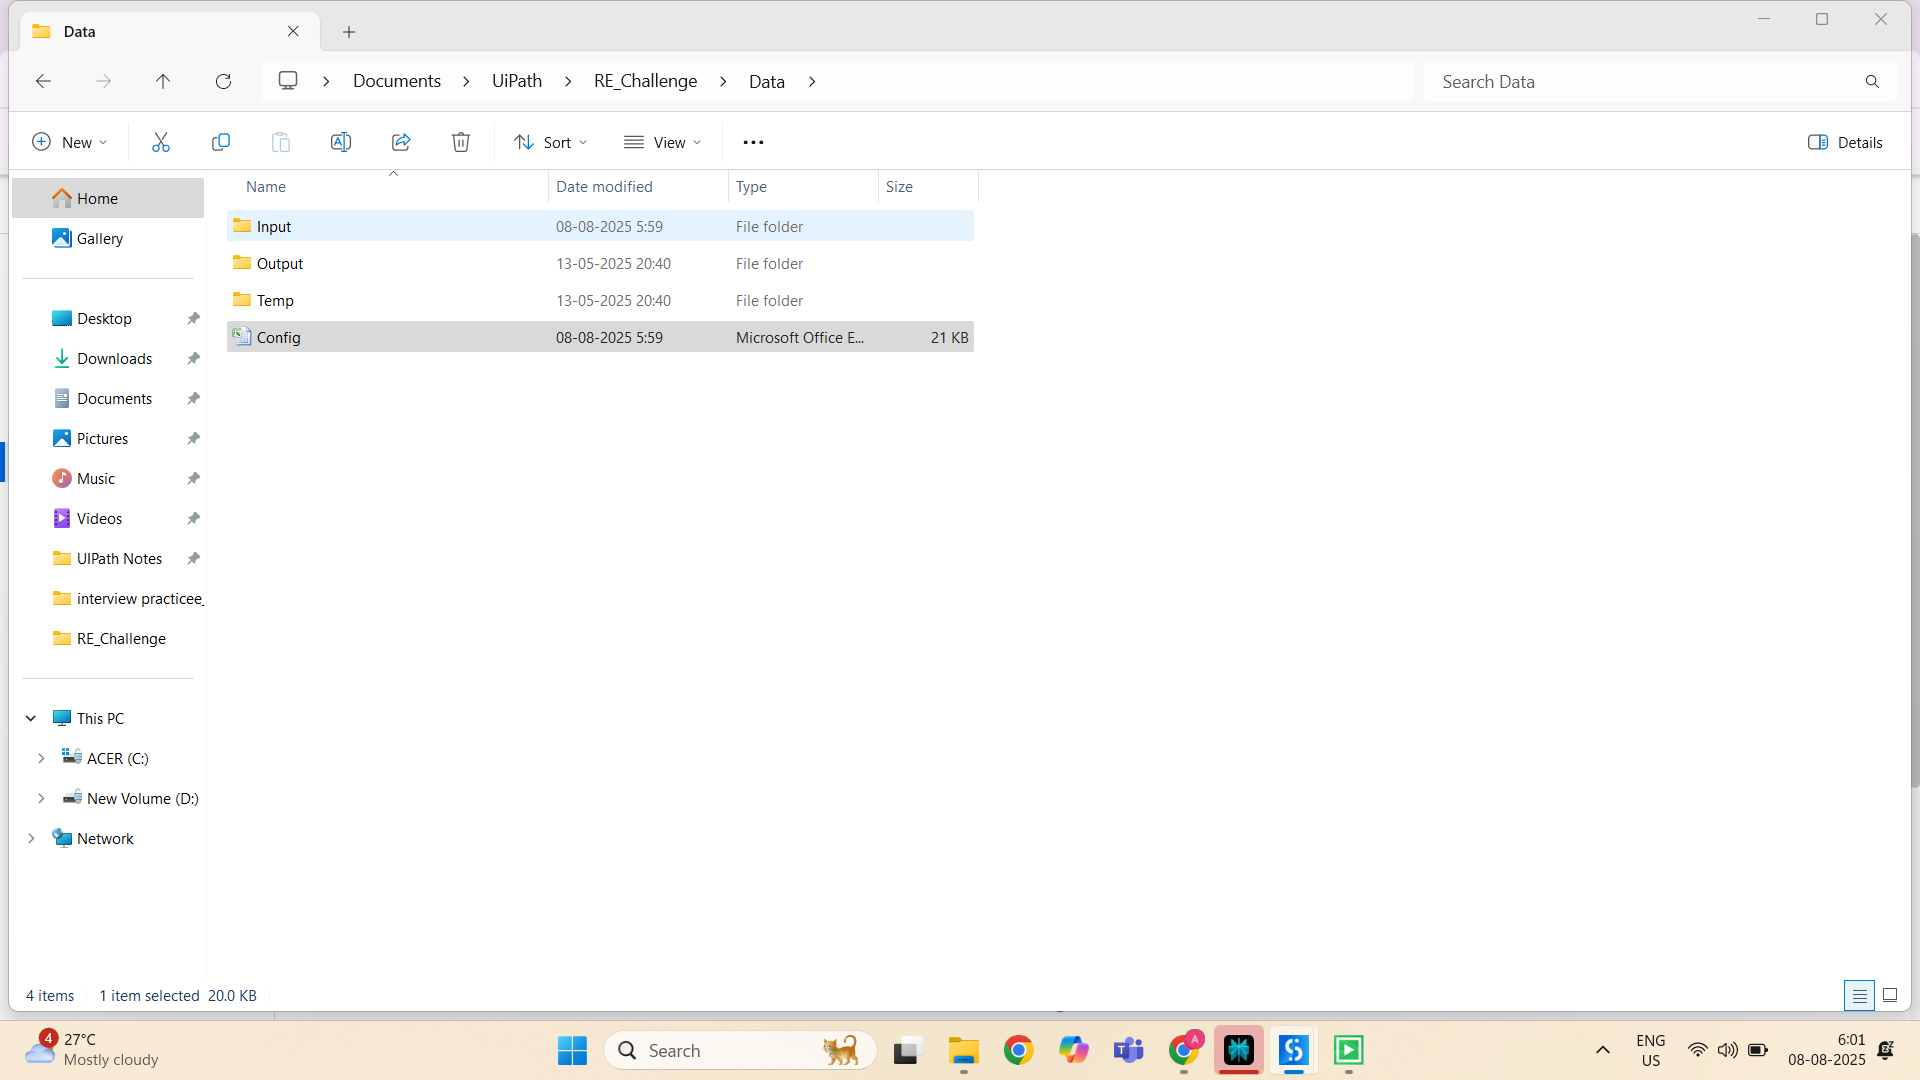 Data
Documents
UiPath
RE_Challenge
Data
Search Data
New
Sort
View
Details
Name
Date modified
Type
Size
Home
Gallery
Desktop
Downloads
Documents
Pictures
Music
Videos
UIPath Notes
interview practicee_
RE_Challenge
This PC
ACER (C:)
New Volume (D:)
Network
Input 08-08-2025 5:59 File folder
Output 13-05-2025 20:40 File folder
Temp 13-05-2025 20:40 File folder
Config 08-08-2025 5:59 Microsoft Office E... 21 KB
4 items 1 item selected 20.0 KB
4
27°C
Mostly cloudy
Search
A
ENG
US
6:01
08-08-2025